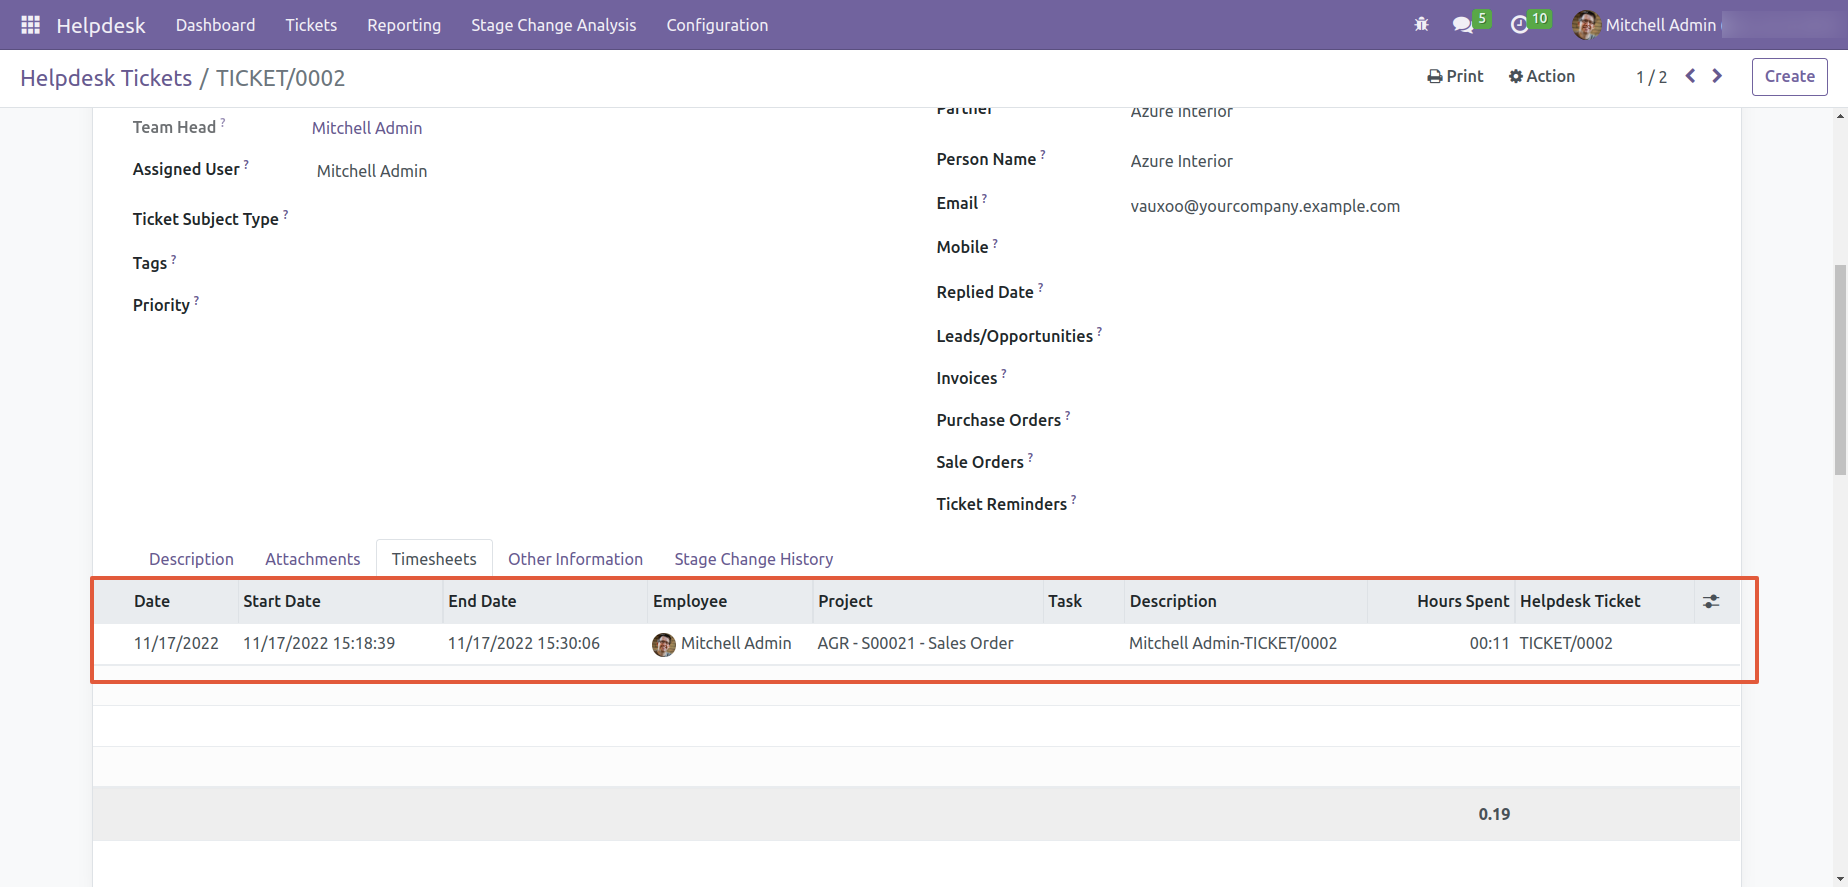 Helpdesk Dashboard Tickets Reporting Stage Change Analysis Configuration 5 10 Mitchell Admin
Helpdesk Tickets / TICKET/0002 Print Action 1 / 2 Create
Partner Azure Interior
Team Head ? Mitchell Admin
Person Name ? Azure Interior
Assigned User ? Mitchell Admin
Email ? vauxoo@yourcompany.example.com
Ticket Subject Type ?
Mobile ?
Tags ?
Replied Date ?
Priority ?
Leads/Opportunities ?
Invoices ?
Purchase Orders ?
Sale Orders ?
Ticket Reminders ?
Description Attachments Timesheets Other Information Stage Change History
Date Start Date End Date Employee Project Task Description Hours Spent Helpdesk Ticket
11/17/2022 11/17/2022 15:18:39 11/17/2022 15:30:06 Mitchell Admin AGR - S00021 - Sales Order Mitchell Admin-TICKET/0002 00:11 TICKET/0002
0.19